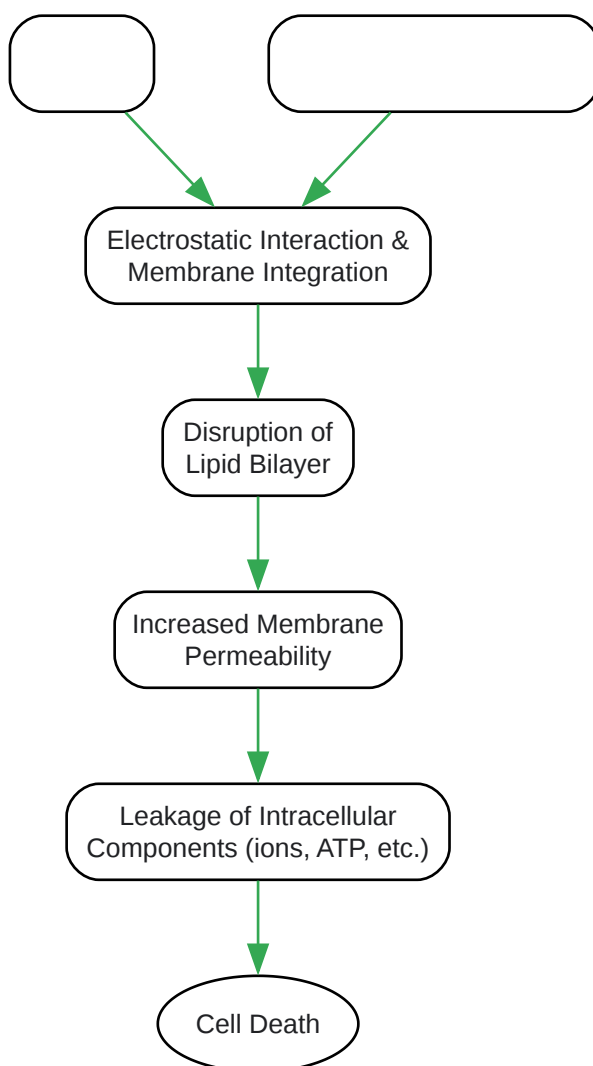 Electrostatic Interaction &
Membrane Integration
Disruption of
Lipid Bilayer
Increased Membrane
Permeability
Leakage of Intracellular
Components (ions, ATP, etc.)
Cell Death